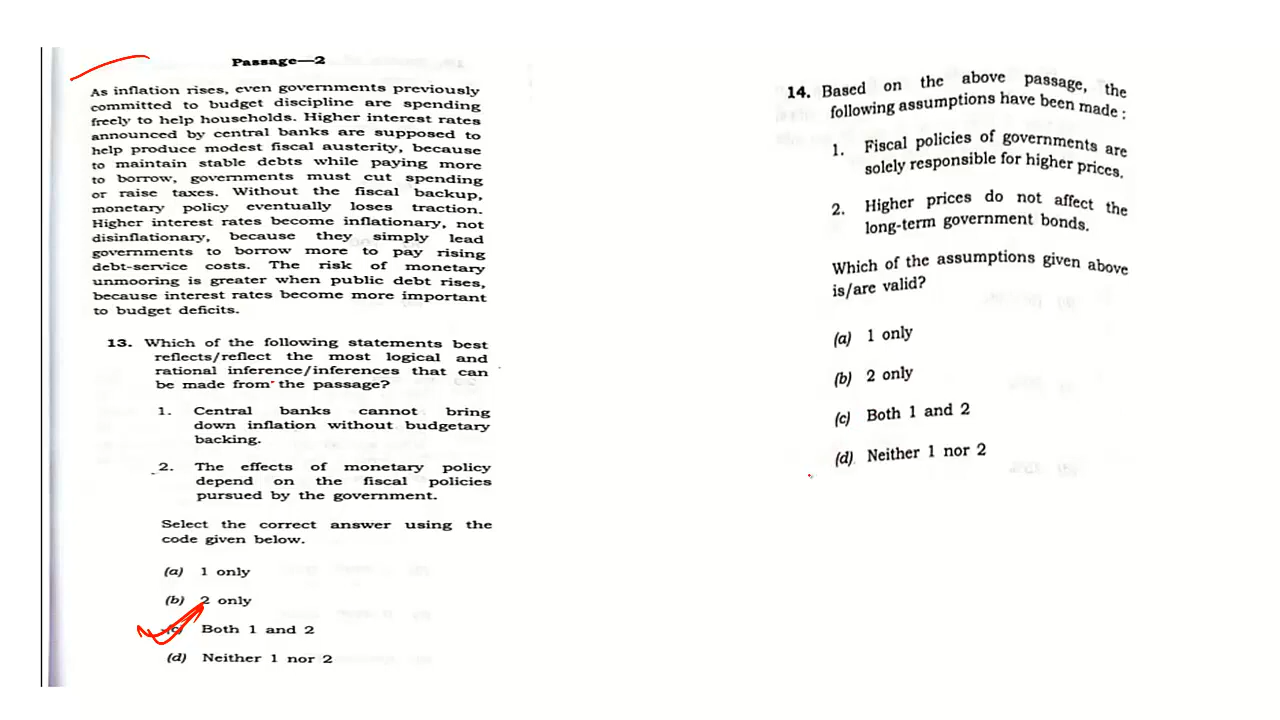 Passage—2
As inflation rises, even governments previously
committed to budget discipline are spending
freely to help households. Higher interest rates
announced by central banks are supposed to
help produce modest fiscal austerity, because
to maintain stable debts while paying more
to borrow, governments must cut spending
or raise taxes. Without the fiscal backup,
monetary policy eventually loses traction.
Higher interest rates become inflationary, not
disinflationary, because they simply lead
governments to borrow more to pay rising
debt-service costs. The risk of monetary
unmooring is greater when public debt rises,
because interest rates become more important
to budget deficits.
13. Which of the following statements best
reflects/reflect the most logical and
rational inference/inferences that can
be made from the passage?
1. Central banks cannot bring
down inflation without budgetary
backing.
2. The effects of monetary policy
depend on the fiscal policies
pursued by the government.
Select the correct answer using the
code given below.
(a) 1 only
(b) 2 only
(c) Both 1 and 2
(d) Neither 1 nor 2
14. Based on the above passage, the
following assumptions have been made :
1. Fiscal policies of governments are
solely responsible for higher prices.
2. Higher prices do not affect the
long-term government bonds.
Which of the assumptions given above
is/are valid?
(a) 1 only
(b) 2 only
(c) Both 1 and 2
(d) Neither 1 nor 2